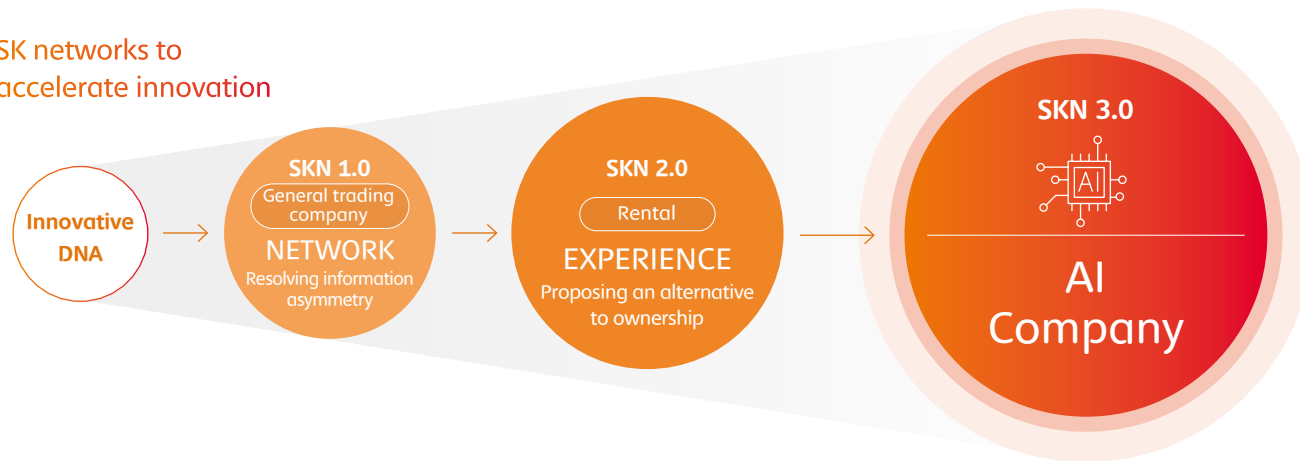 SK networks to
accelerate innovation
Innovative
DNA
SKN 1.0
General trading
company
NETWORK
Resolving information
asymmetry
SKN 2.0
Rental
EXPERIENCE
Proposing an alternative
to ownership
SKN 3.0
AI
AI
Company